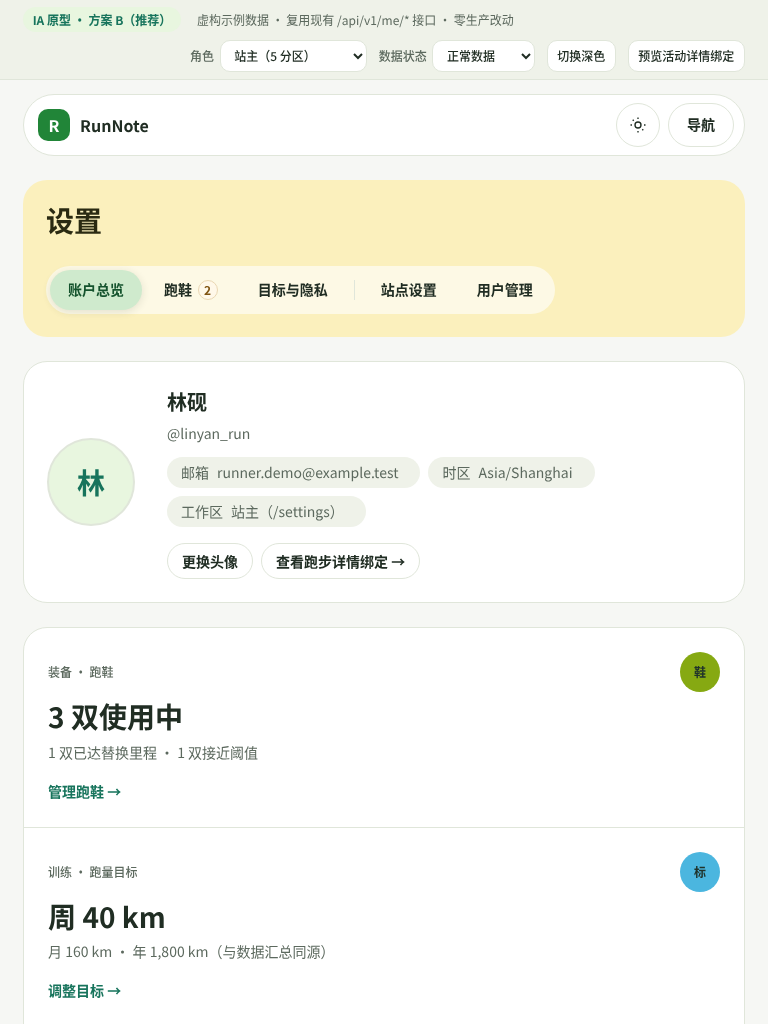 IA 原型 · 方案 B（推荐） 虚构示例数据 · 复用现有 /api/v1/me/* 接口 · 零生产改动
角色 站主（5 分区） 数据状态 正常数据 切换深色 预览活动详情绑定
R RunNote 导航
设置
账户总览 跑鞋 2 目标与隐私 站点设置 用户管理
林砚
@linyan_run
邮箱 runner.demo@example.test 时区 Asia/Shanghai
林
工作区 站主（/settings）
更换头像 查看跑步详情绑定 →
装备 · 跑鞋 鞋
3 双使用中
1 双已达替换里程 · 1 双接近阈值
管理跑鞋 →
训练 · 跑量目标 标
周 40 km
月 160 km · 年 1,800 km（与数据汇总同源）
调整目标 →